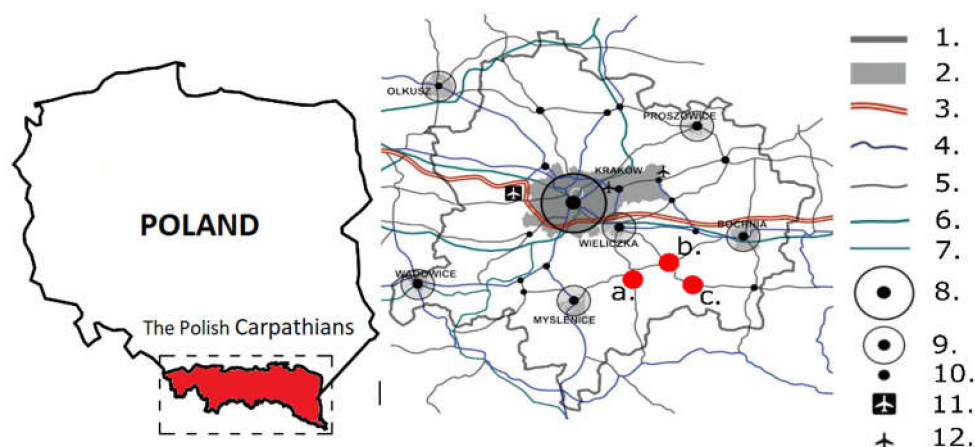 POLAND
The Polish Carpathians
OLKUSZ
PROSZOWICE
KRAKÓW
WIELICZKA
BOCHNIA
WADOWICE
MYSLENICE
a.
b.
c.
1.
2.
3.
4.
5.
6.
7.
8.
9.
10.
11.
12.